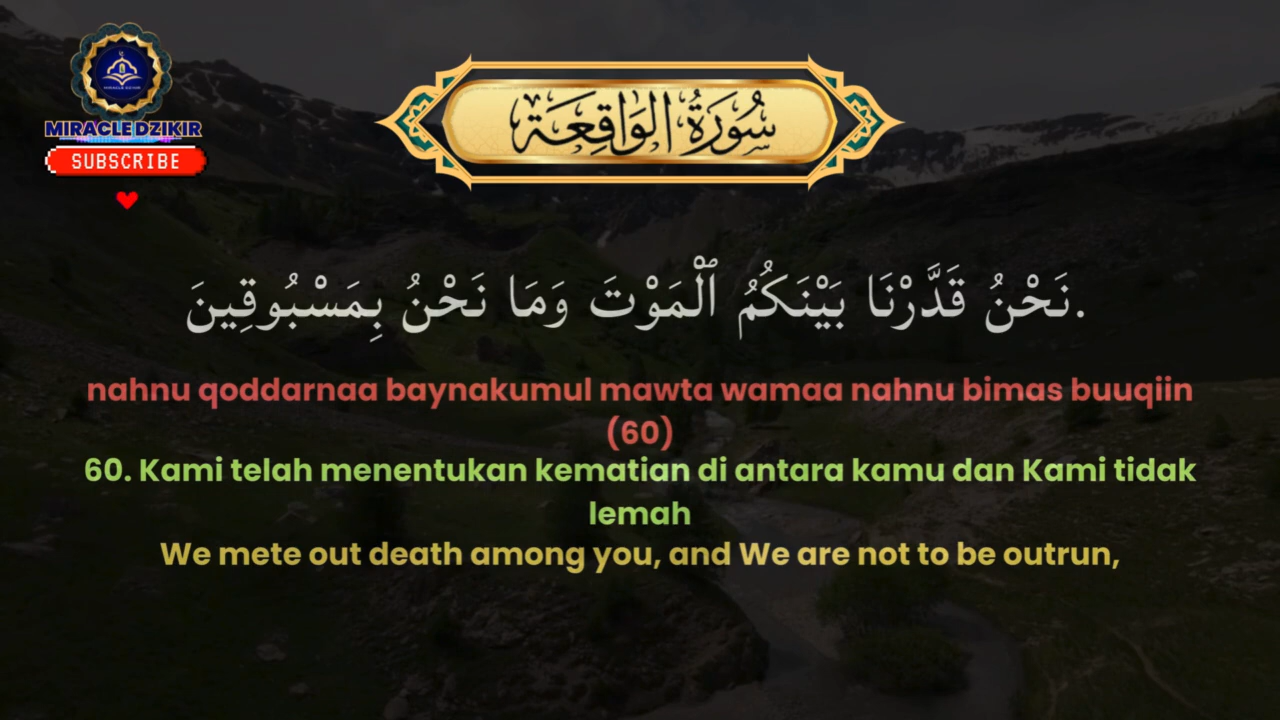 MIRACLE DZIKIR
SUBSCRIBE
سُورَةُ الوَاقِعَة
.نَحْنُ قَدَّرْنَا بَيْنَكُمُ ٱلْمَوْتَ وَمَا نَحْنُ بِمَسْبُوقِينَ
nahnu qoddarnaa baynakumul mawta wamaa nahnu bimas buuqiin
(60)
60. Kami telah menentukan kematian di antara kamu dan Kami tidak
lemah
We mete out death among you, and We are not to be outrun,